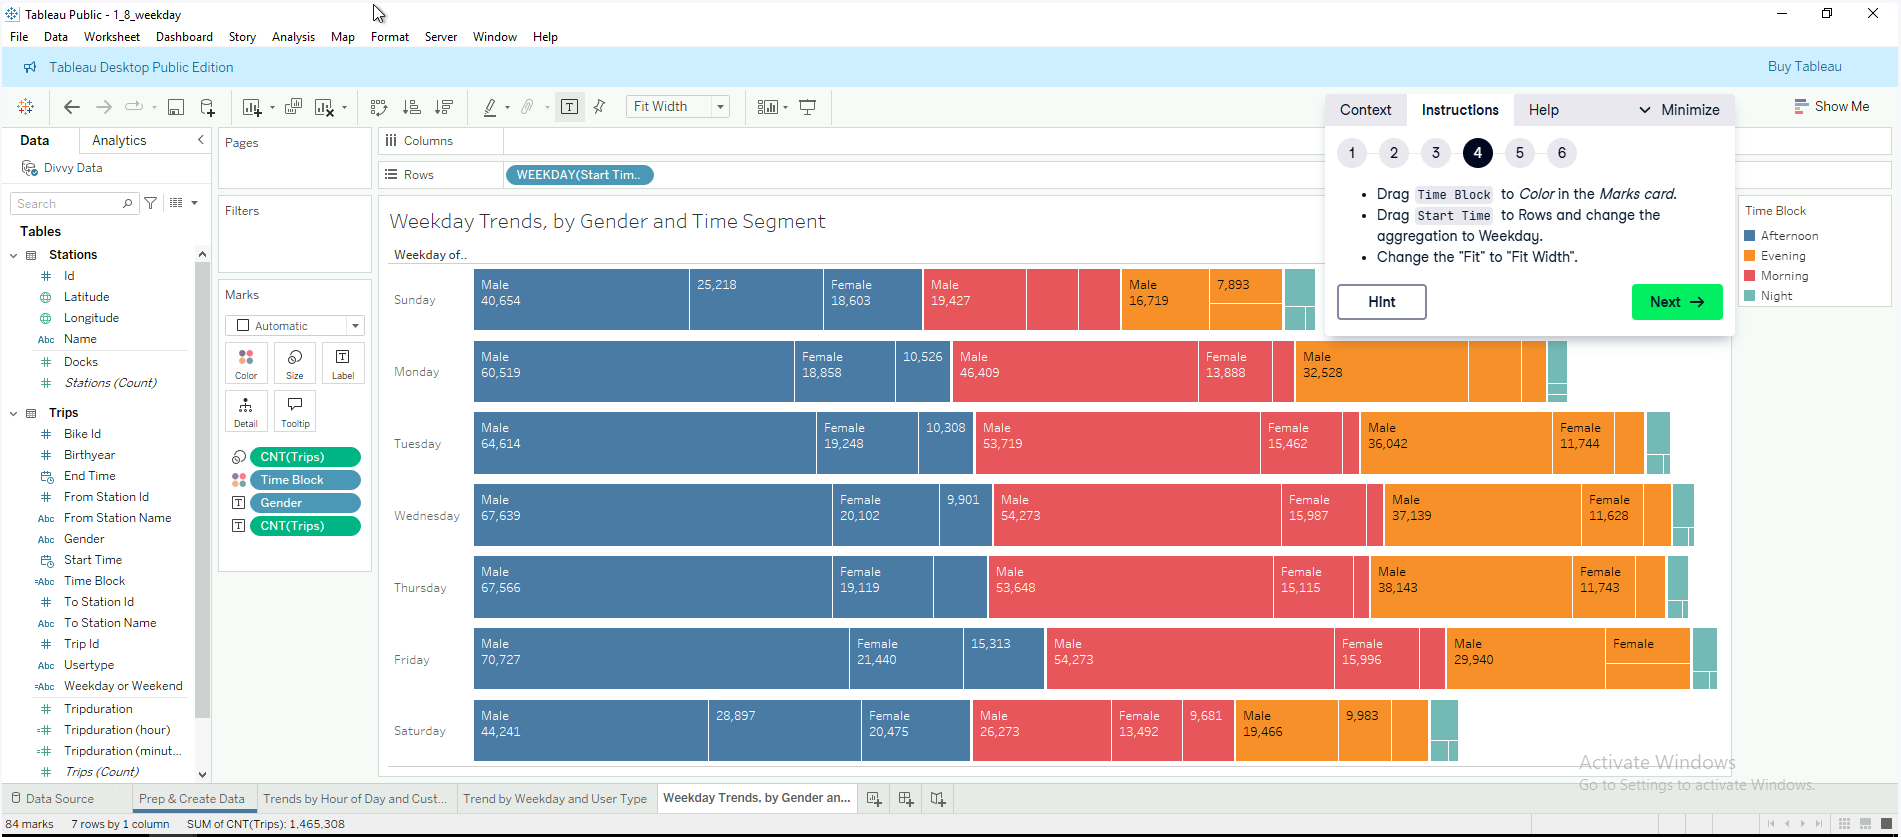 Tableau Public - 1_8_weekday
File Data Worksheet Dashboard Story Analysis Map Format Server Window Help
Tableau Desktop Public Edition
Buy Tableau
Fit Width
Show Me
Data Analytics
Divvy Data
Search
Tables
Stations
Id
Latitude
Longitude
Abc Name
Docks
Stations (Count)
Trips
Bike Id
Birthyear
End Time
From Station Id
Abc From Station Name
Abc Gender
Start Time
=Abc Time Block
To Station Id
Abc To Station Name
Trip Id
Abc Usertype
=Abc Weekday or Weekend
Tripduration
Tripduration (hour)
Tripduration (minut...
Trips (Count)
Pages
Filters
Marks
Automatic
Color Size Label
Detail Tooltip
CNT(Trips)
Time Block
Gender
CNT(Trips)
Columns
Rows
WEEKDAY(Start Tim..
Weekday Trends, by Gender and Time Segment
Weekday of..
Sunday
Male 25,218 Female Male Male 7,893
40,654 18,603 19,427 16,719
Monday
Male Female 10,526 Male Female Male
60,519 18,858 46,409 13,888 32,528
Tuesday
Male Female 10,308 Male Female Male Female
64,614 19,248 53,719 15,462 36,042 11,744
Wednesday
Male Female 9,901 Male Female Male Female
67,639 20,102 54,273 15,987 37,139 11,628
Thursday
Male Female Male Female Male Female
67,566 19,119 53,648 15,115 38,143 11,743
Friday
Male Female 15,313 Male Female Male Female
70,727 21,440 54,273 15,996 29,940
Saturday
Male 28,897 Female Male Female 9,681 Male 9,983
44,241 20,475 26,273 13,492 19,466
Context Instructions Help Minimize
1 2 3 4 5 6
• Drag Time Block to Color in the Marks card.
• Drag Start Time to Rows and change the
aggregation to Weekday.
• Change the "Fit" to "Fit Width".
Hint
Next →
Time Block
Afternoon
Evening
Morning
Night
Activate Windows
Go to Settings to activate Windows.
Data Source Prep & Create Data Trends by Hour of Day and Cust... Trend by Weekday and User Type Weekday Trends, by Gender an...
84 marks 7 rows by 1 column SUM of CNT(Trips): 1,465,308